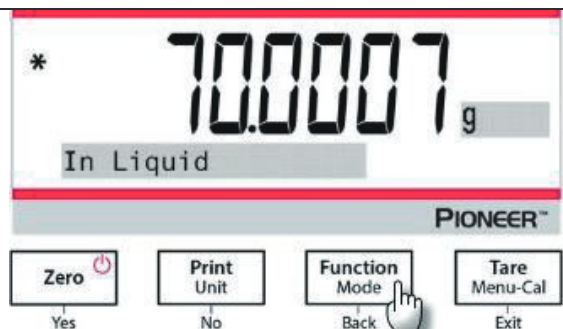 * 70.0007 g
In Liquid
PIONEER™
Zero Print Function Tare
Unit Mode Menu-Cal
Yes No Back Exit